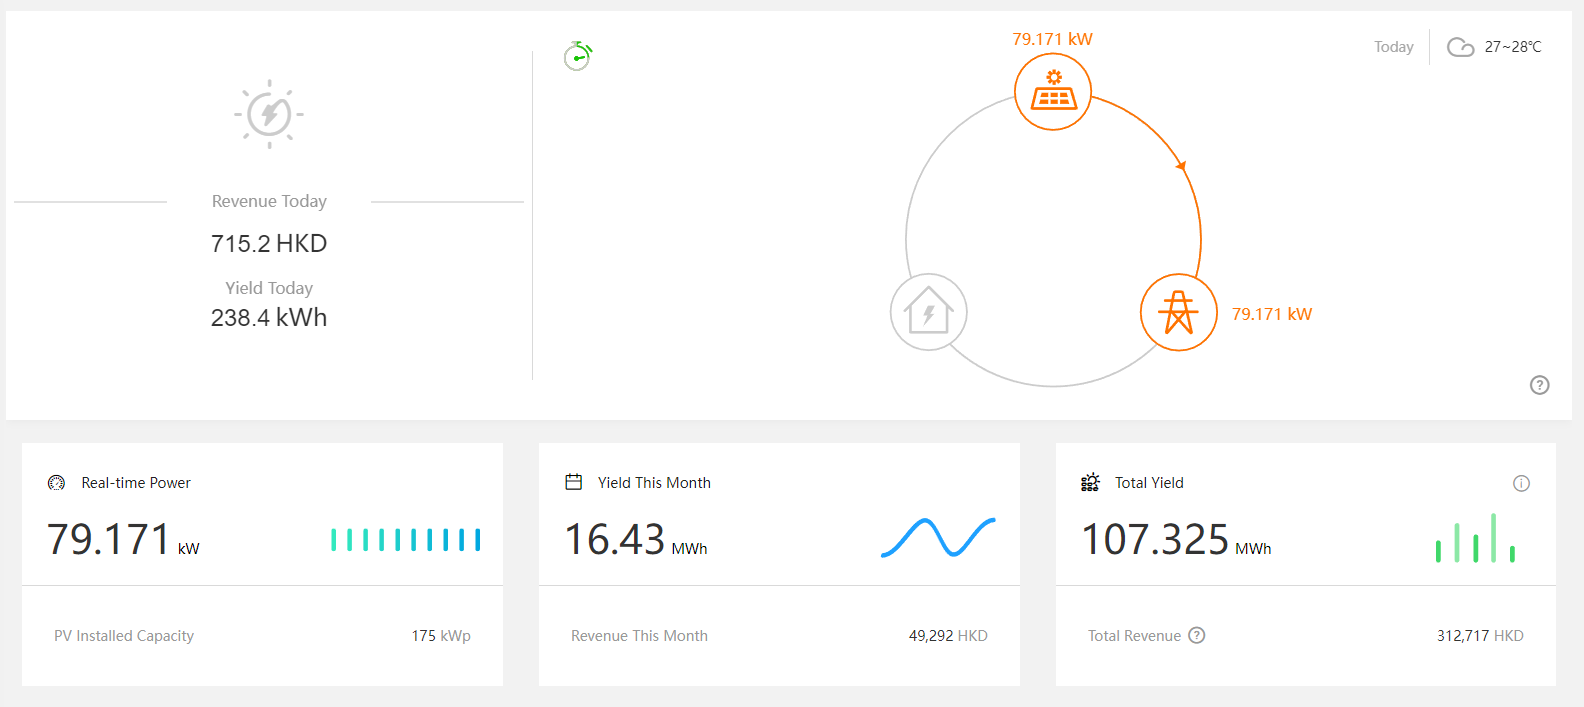 79.171 kW
Today
27~28℃
Revenue Today
715.2 HKD
Yield Today
238.4 kWh
79.171 kW
?
Real-time Power
79.171 kW
PV Installed Capacity
175 kWp
Yield This Month
16.43 MWh
Revenue This Month
49,292 HKD
Total Yield
107.325 MWh
Total Revenue ?
312,717 HKD